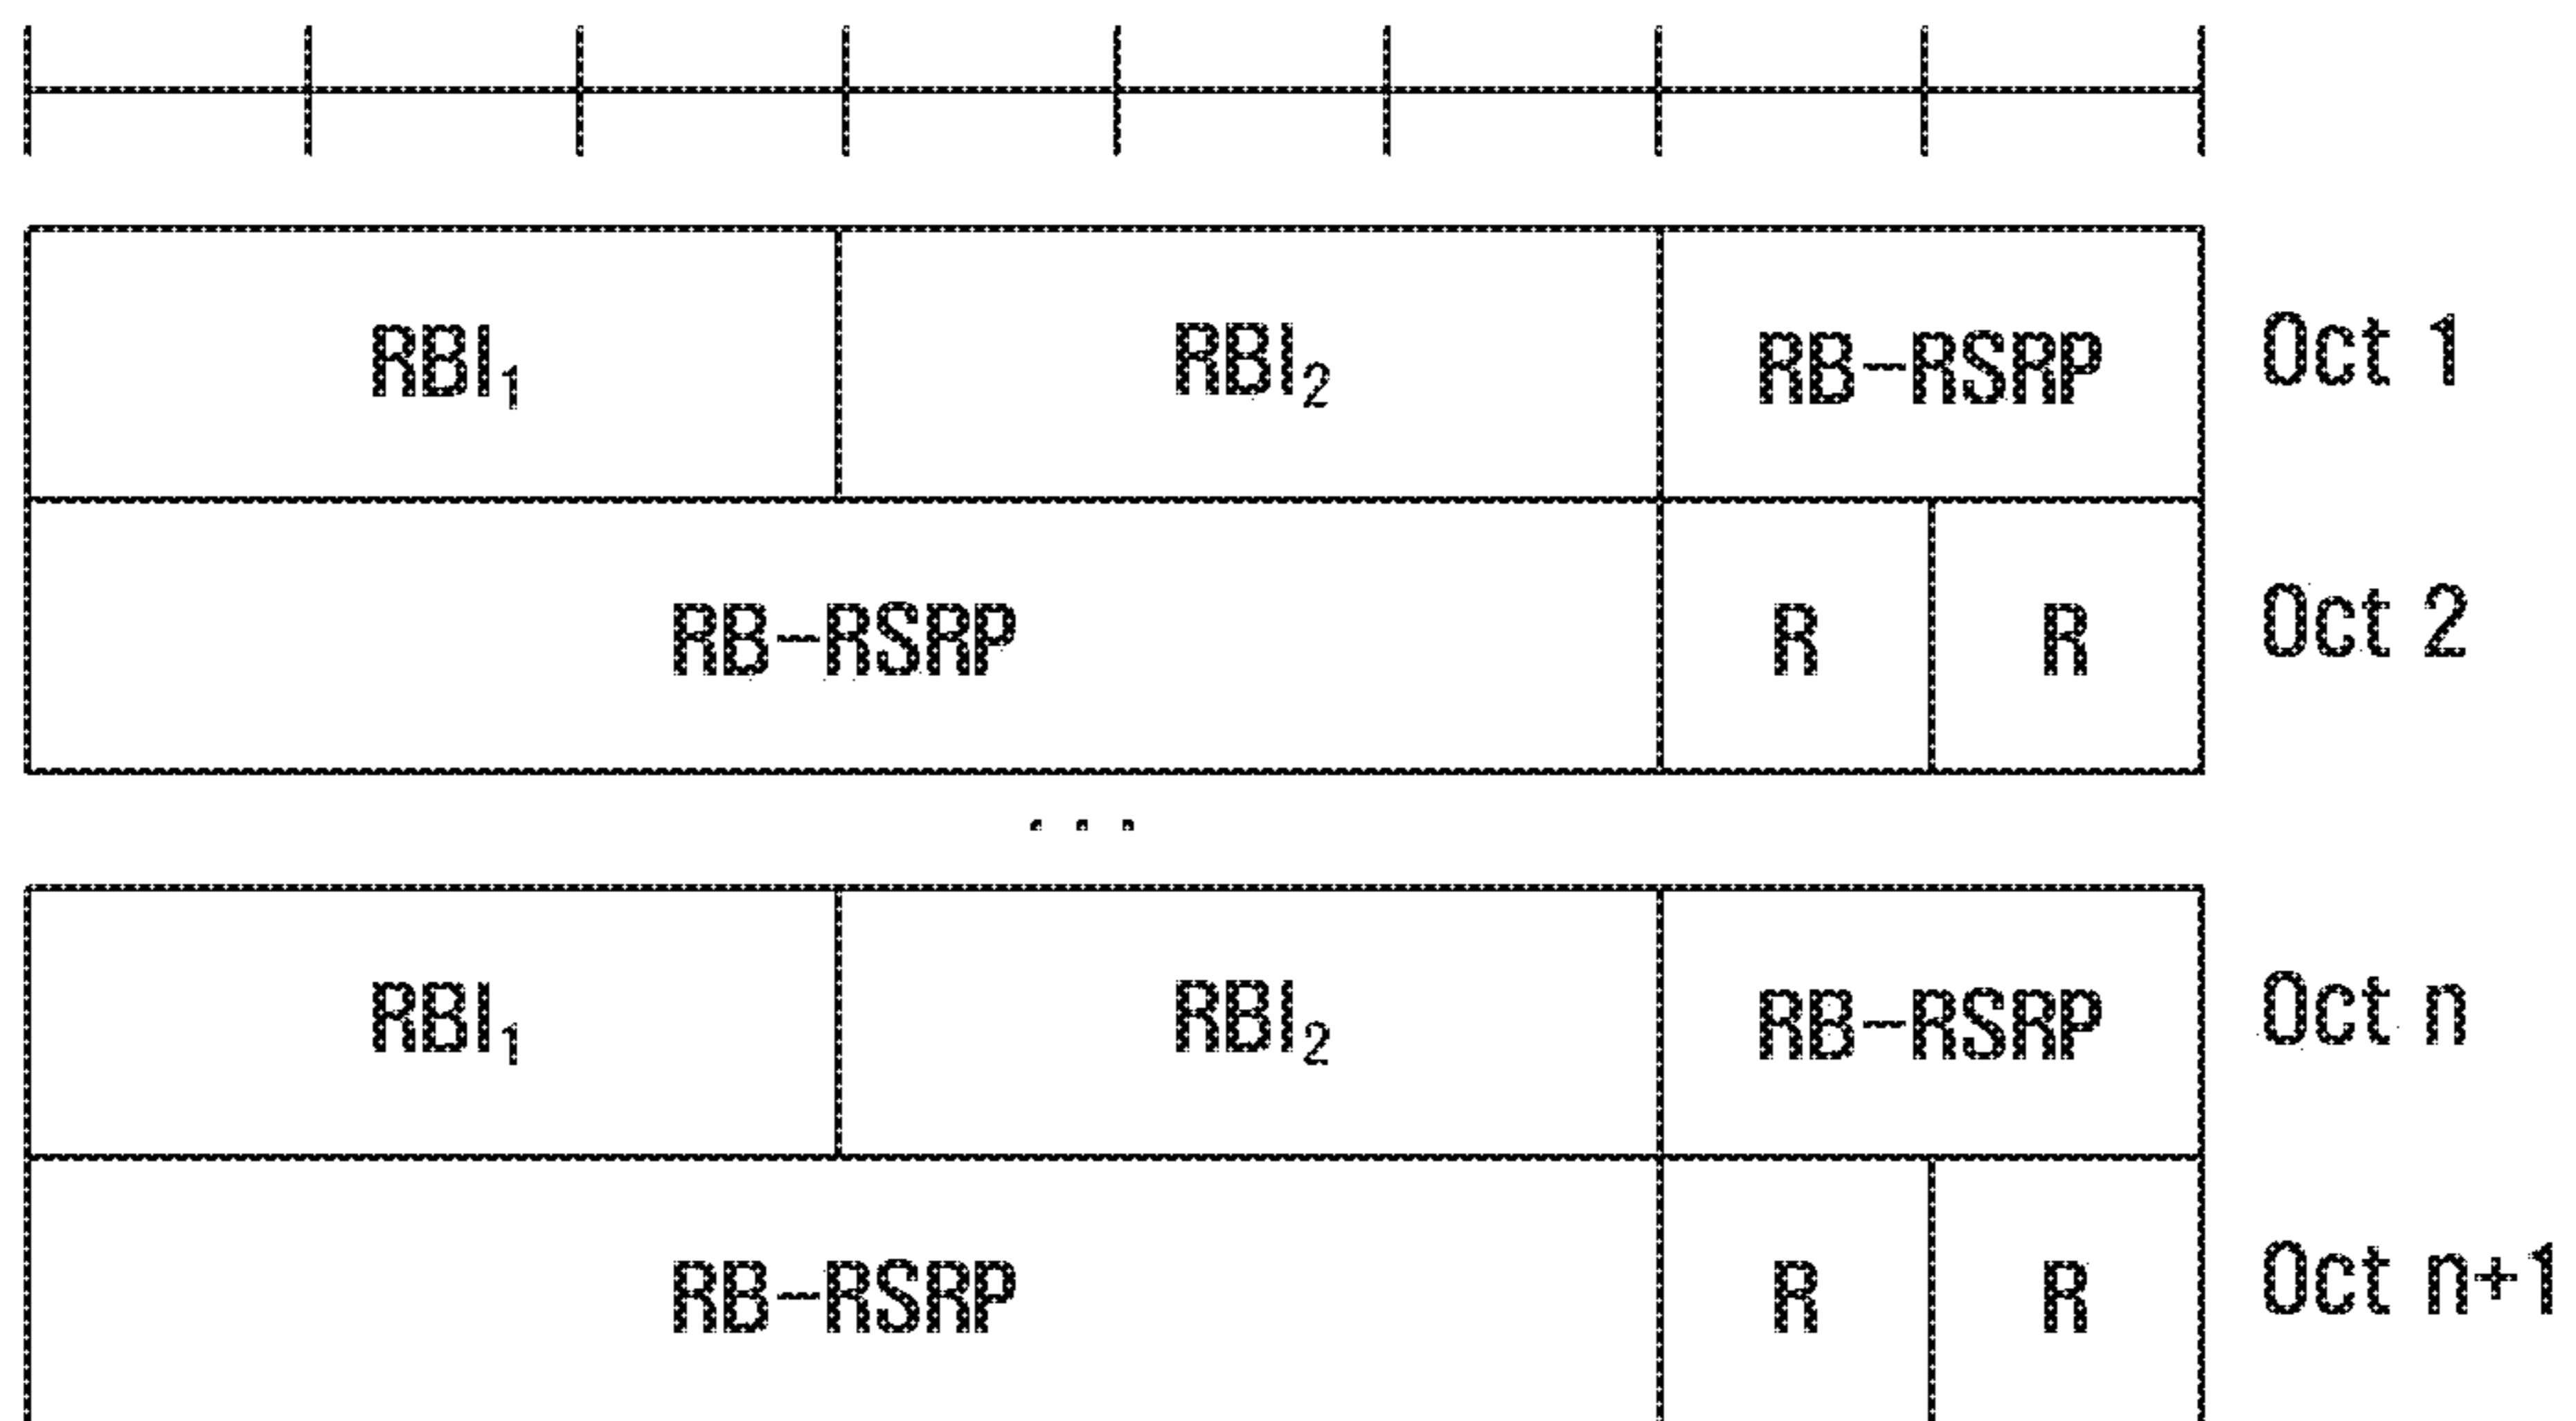 RBI₁ RBI₂ RB-RSRP Oct 1
RB-RSRP R R Oct 2
...
RBI₁ RBI₂ RB-RSRP Oct n
RB-RSRP R R Oct n+1